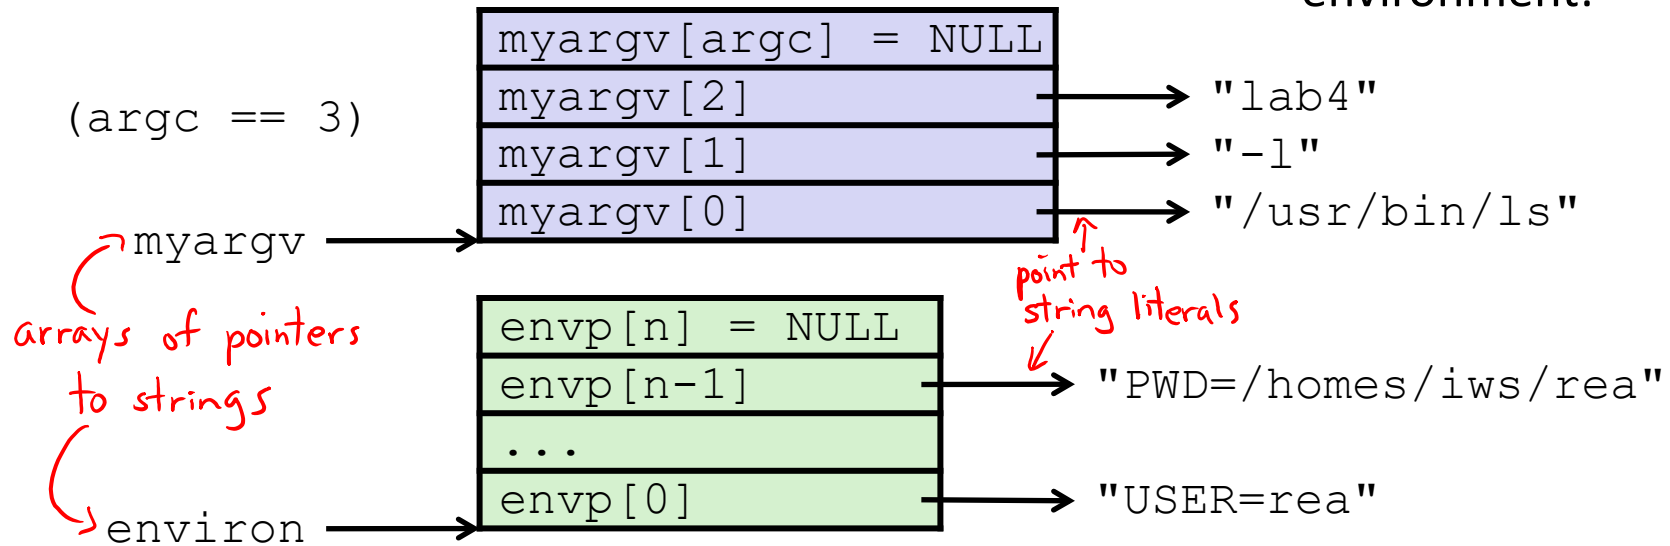 environment:
myargv[argc] = NULL
(argc == 3)
myargv[2]
"lab4"
myargv[1]
"-l"
myargv[0]
"/usr/bin/ls"
myargv
point to
string literals
arrays of pointers
to strings
envp[n] = NULL
envp[n-1]
"PWD=/homes/iws/rea"
...
envp[0]
"USER=rea"
environ